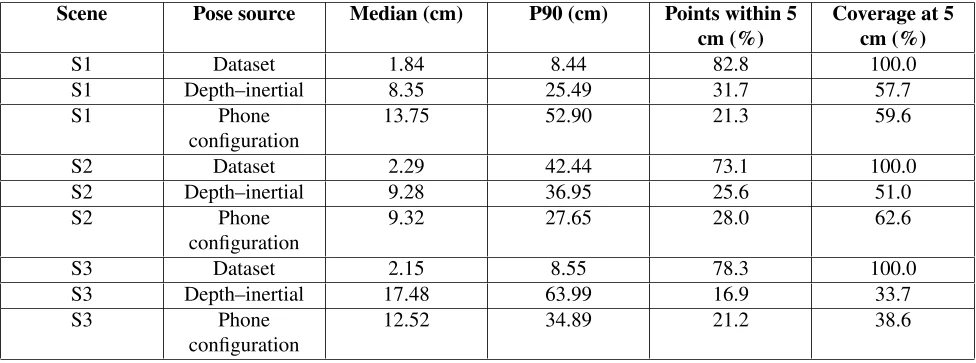 Scene Pose source Median (cm) P90 (cm) Points within 5 Coverage at 5
cm (%) cm (%)
S1 Dataset 1.84 8.44 82.8 100.0
S1 Depth–inertial 8.35 25.49 31.7 57.7
S1 Phone 13.75 52.90 21.3 59.6
configuration
S2 Dataset 2.29 42.44 73.1 100.0
S2 Depth–inertial 9.28 36.95 25.6 51.0
S2 Phone 9.32 27.65 28.0 62.6
configuration
S3 Dataset 2.15 8.55 78.3 100.0
S3 Depth–inertial 17.48 63.99 16.9 33.7
S3 Phone 12.52 34.89 21.2 38.6
configuration